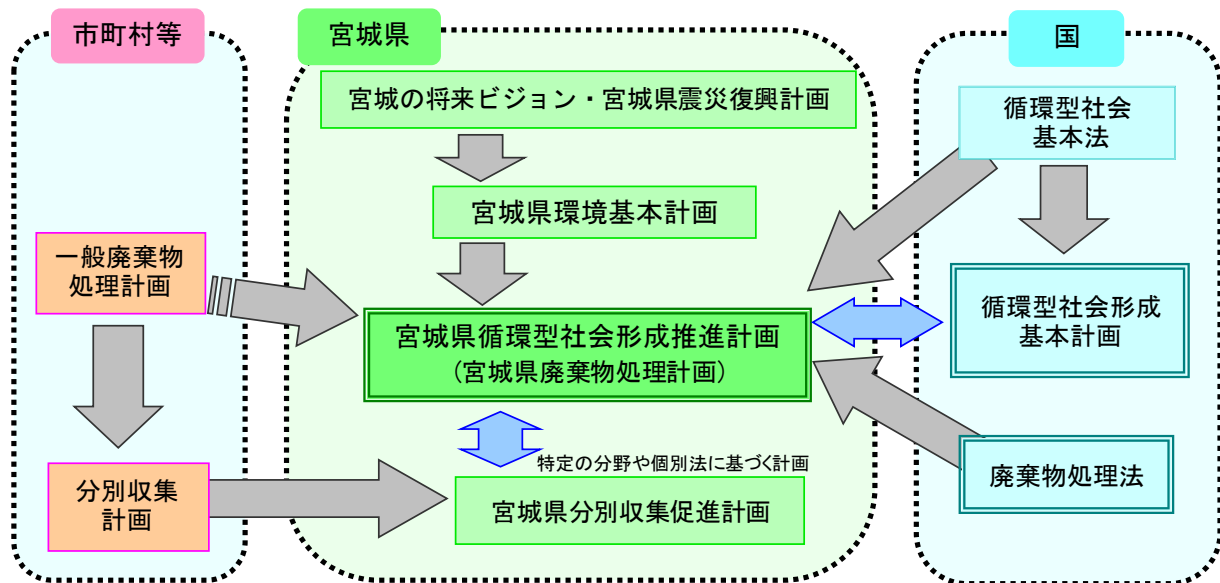 市町村等
宮城県
国
宮城の将来ビジョン・宮城県震災復興計画
循環型社会
基本法
宮城県環境基本計画
一般廃棄物
処理計画
宮城県循環型社会形成推進計画
(宮城県廃棄物処理計画)
循環型社会形成
基本計画
特定の分野や個別法に基づく計画
分別収集
計画
宮城県分別収集促進計画
廃棄物処理法